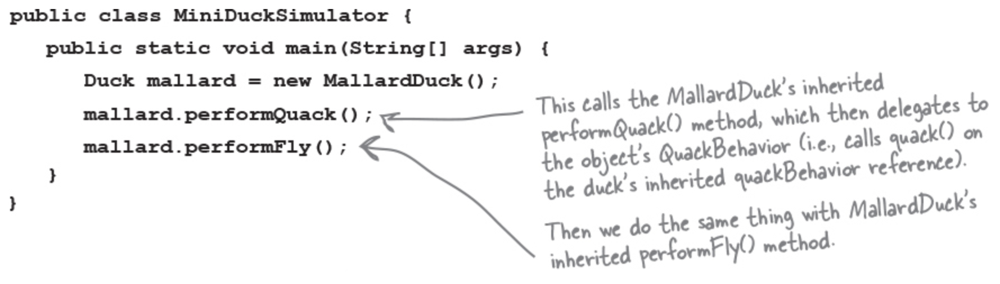 public class MiniDuckSimulator {
public static void main(String[] args) {
Duck mallard = new MallardDuck();
mallard.performQuack();
mallard.performFly();
}
}
This calls the MallardDuck's inherited
performQuack() method, which then delegates to
the object's QuackBehavior (i.e., calls quack() on
the duck's inherited quackBehavior reference).
Then we do the same thing with MallardDuck's
inherited performFly() method.